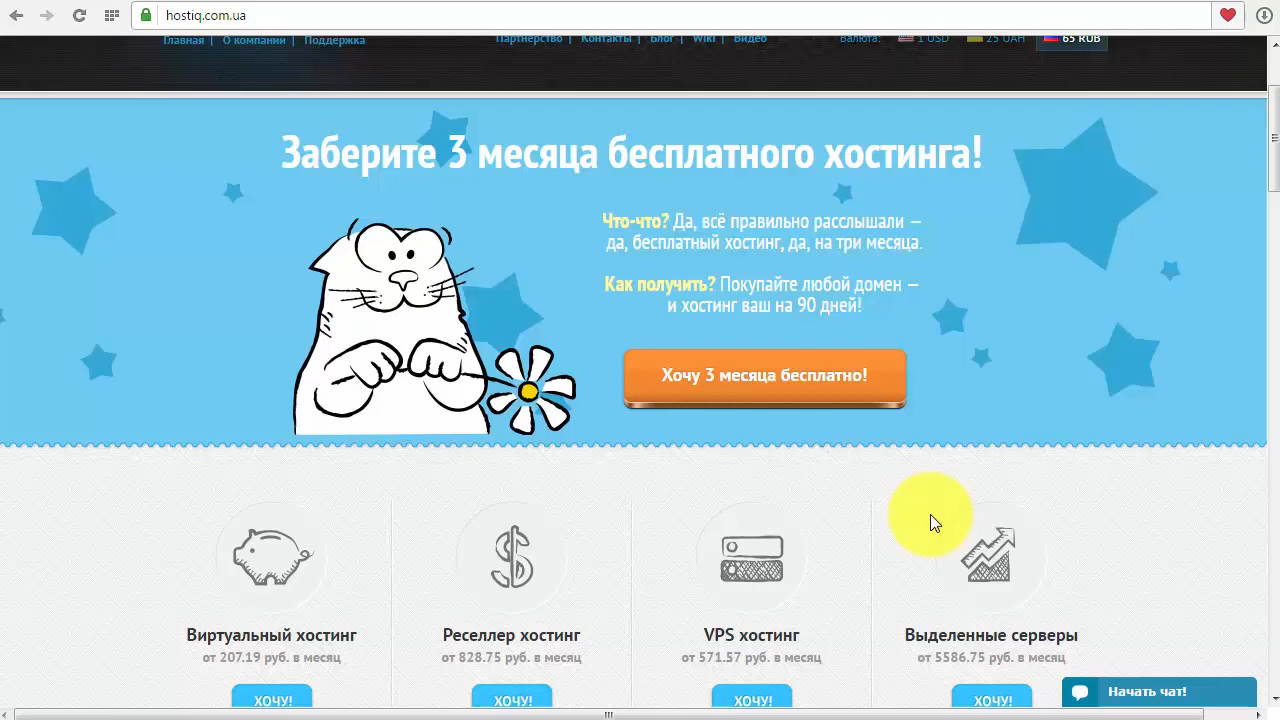 hostiq.com.ua
Главная | О компании | Поддержка
Партнерство | Контакты | Блог | Wiki | Видео
Валюта: 1 USD 25 UAH 65 RUB
Заберите 3 месяца бесплатного хостинга!
Что-что? Да, всё правильно расслышали —
да, бесплатный хостинг, да, на три месяца.
Как получить? Покупайте любой домен —
и хостинг ваш на 90 дней!
Хочу 3 месяца бесплатно!
Виртуальный хостинг
от 207.19 руб. в месяц
ХОЧУ!
Реселлер хостинг
от 828.75 руб. в месяц
ХОЧУ!
VPS хостинг
от 571.57 руб. в месяц
ХОЧУ!
Выделенные серверы
от 5586.75 руб. в месяц
ХОЧУ!
Начать чат!